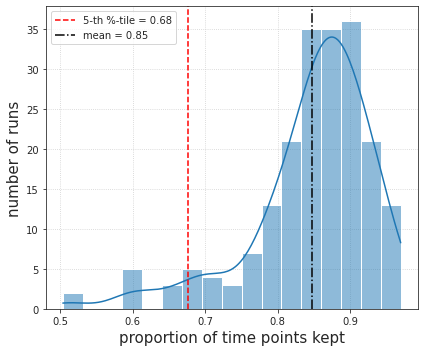 5-th %-tile = 0.68
mean = 0.85
35
30
25
20
15
10
5
0
number of runs
0.5 0.6 0.7 0.8 0.9
proportion of time points kept